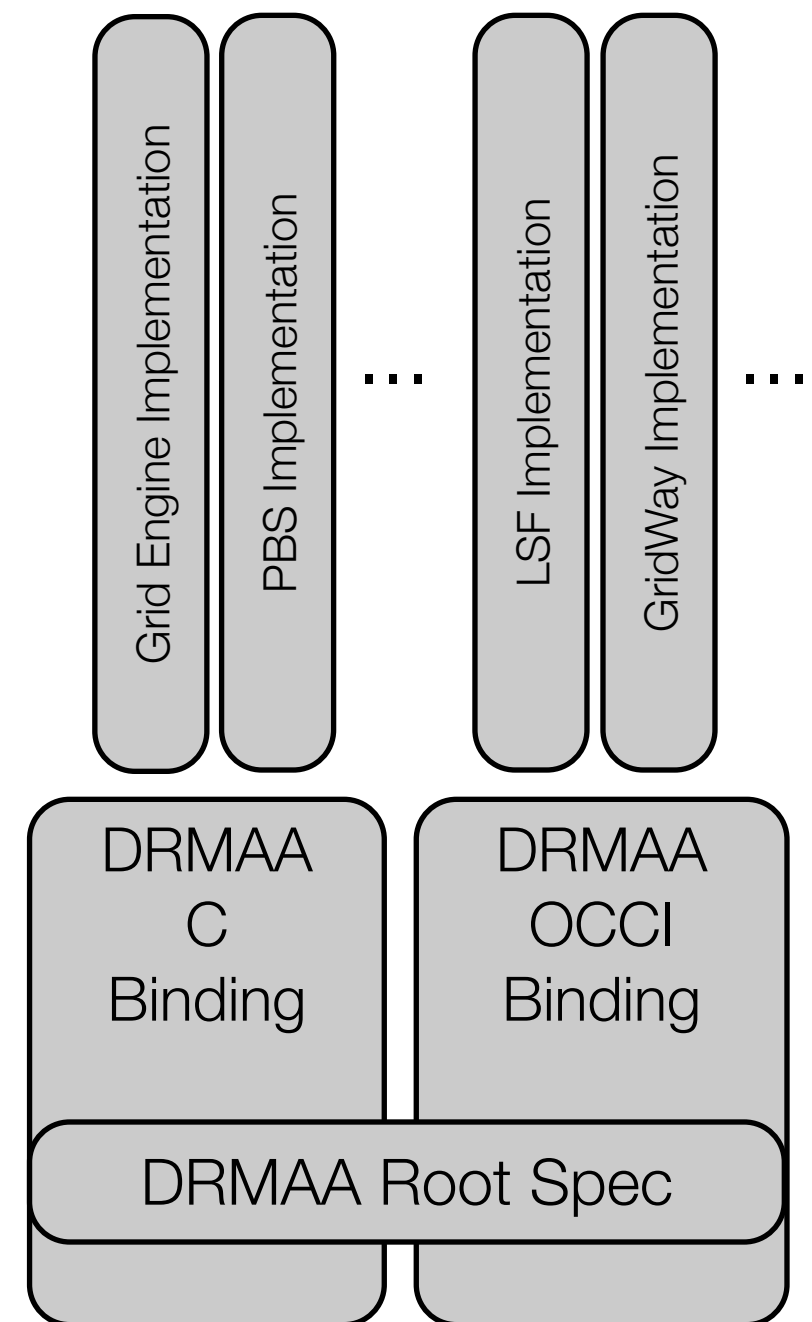 Grid Engine Implementation
PBS Implementation
...
LSF Implementation
GridWay Implementation
...
DRMAA
C
Binding
DRMAA
OCCI
Binding
DRMAA Root Spec